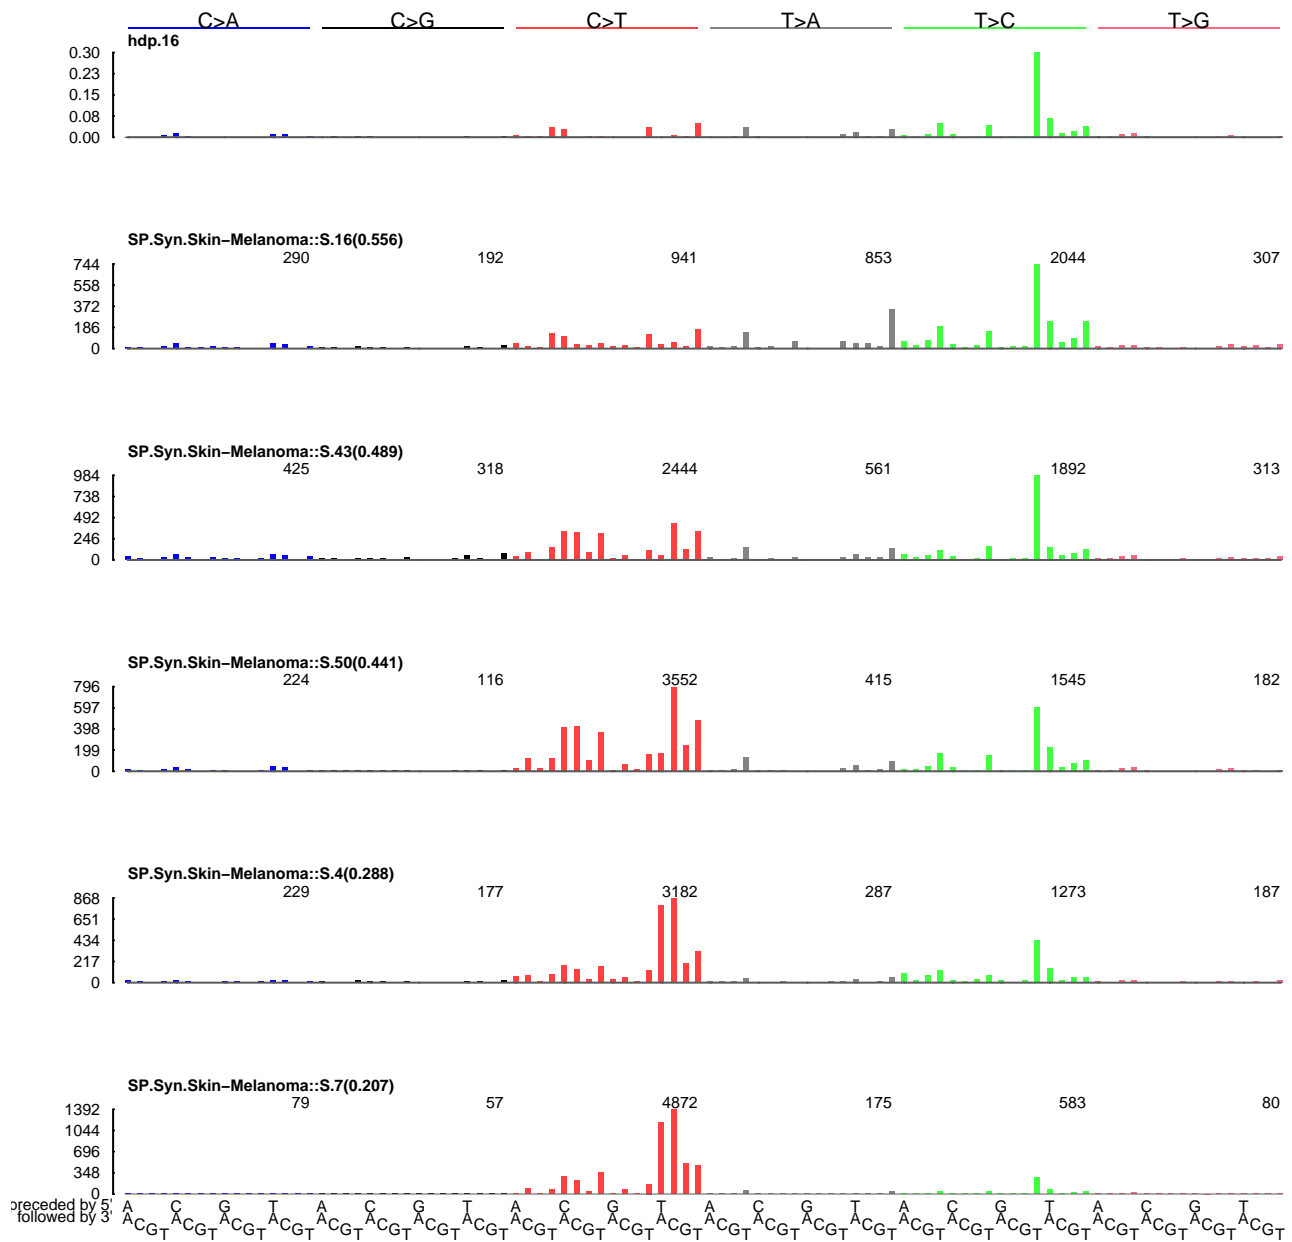 C>A C>G C>T T>A T>C T>G
hdp.16
0.30
0.23
0.15
0.08
0.00
SP.Syn.Skin−Melanoma::S.16(0.556)
290 192 941 853 2044 307
744
558
372
186
0
SP.Syn.Skin−Melanoma::S.43(0.489)
425 318 2444 561 1892 313
984
738
492
246
0
SP.Syn.Skin−Melanoma::S.50(0.441)
224 116 3552 415 1545 182
796
597
398
199
0
SP.Syn.Skin−Melanoma::S.4(0.288)
229 177 3182 287 1273 187
868
651
434
217
0
SP.Syn.Skin−Melanoma::S.7(0.207)
79 57 4872 175 583 80
1392
1044
696
348
0
preceded by 5' A C G T A C G T A C G T A C G T A C G T A C G T
followed by 3' A C G T A C G T A C G T A C G T A C G T A C G T A C G T A C G T A C G T A C G T A C G T A C G T A C G T A C G T A C G T A C G T A C G T A C G T A C G T A C G T A C G T A C G T A C G T A C G T